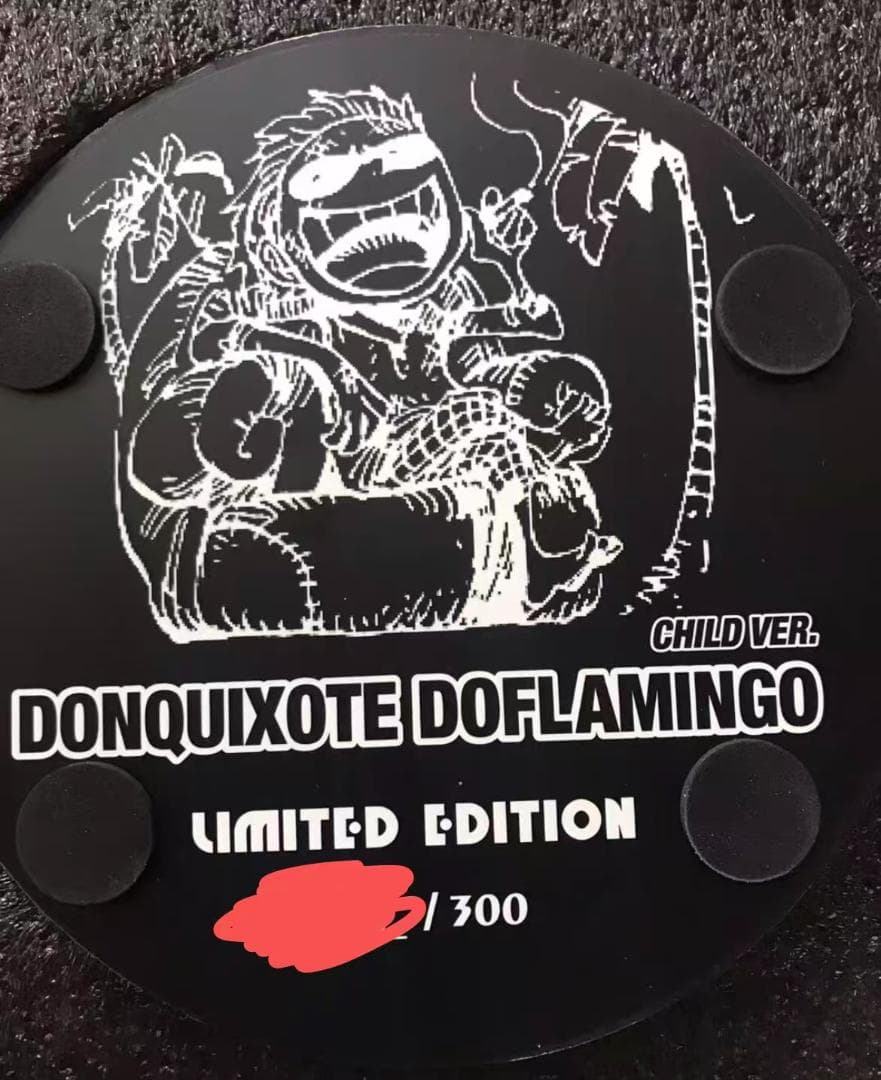 CHILD VER.
DONQUIXOTE DOFLAMINGO
LIMITED EDITION
/ 300